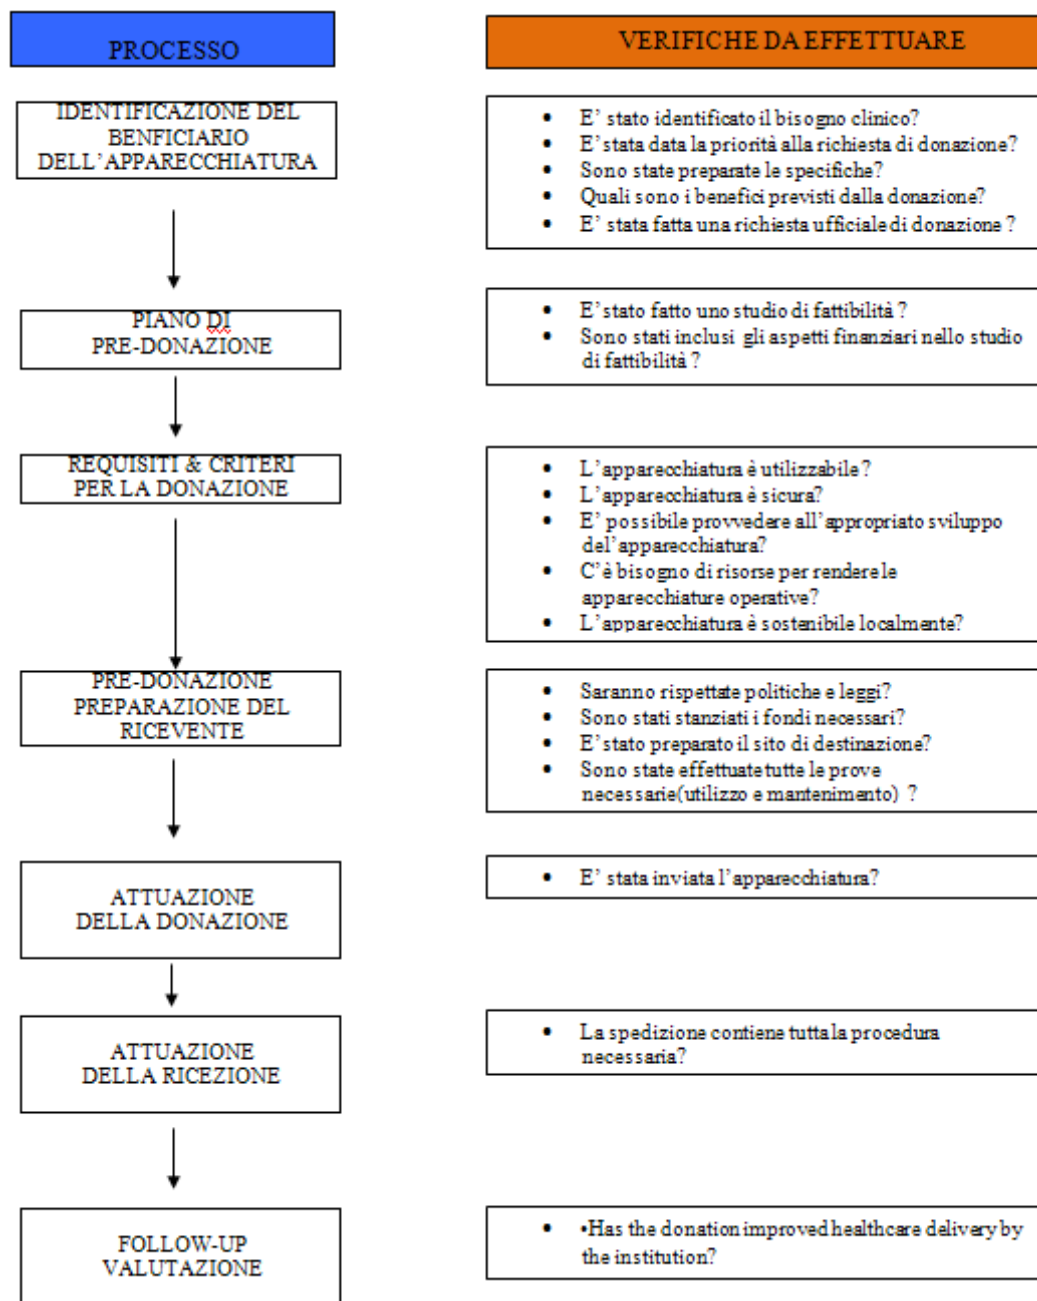 PROCESSO
VERIFICHE DA EFFETTUARE
IDENTIFICAZIONE DEL
BENFICIARIO
DELL'APPARECCHIATURA
• E' stato identificato il bisogno clinico?
• E'stata data la priorità alla richiesta di donazione?
• Sono state preparate le specifiche?
• Quali sono i benefici previsti dalla donazione?
• E' stata fatta una richiesta ufficiale di donazione ?
PIANO DI
PRE-DONAZIONE
• E'stato fatto uno studio di fattibilità ?
• Sono stati inclusi gli aspetti finanziari nello studio
di fattibilità ?
REQUISITI & CRITERI
PER LA DONAZIONE
• L'apparecchiatura è utilizzabile ?
• L'apparecchiatura è sicura?
• E' possibile provvedere all'appropriato sviluppo
del'apparecchiatura?
• C'è bisogno di risorse per rendere le
apparecchiature operative?
• L'apparecchiatura è sostenibile localmente?
PRE-DONAZIONE
PREPARAZIONE DEL
RICEVENTE
• Saranno rispettate politiche e leggi?
• Sono stati stanziati i fondi necessari?
• E'stato preparato il sito di destinazione?
• Sono state effettuate tutte le prove
necessarie(utilizzo e mantenimento) ?
ATTUAZIONE
DELLA DONAZIONE
• E' stata inviata l'apparecchiatura?
ATTUAZIONE
DELLA RICEZIONE
• La spedizione contiene tutta la procedura
necessaria?
FOLLOW-UP
VALUTAZIONE
• •Has the donation improved healthcare delivery by
the institution?